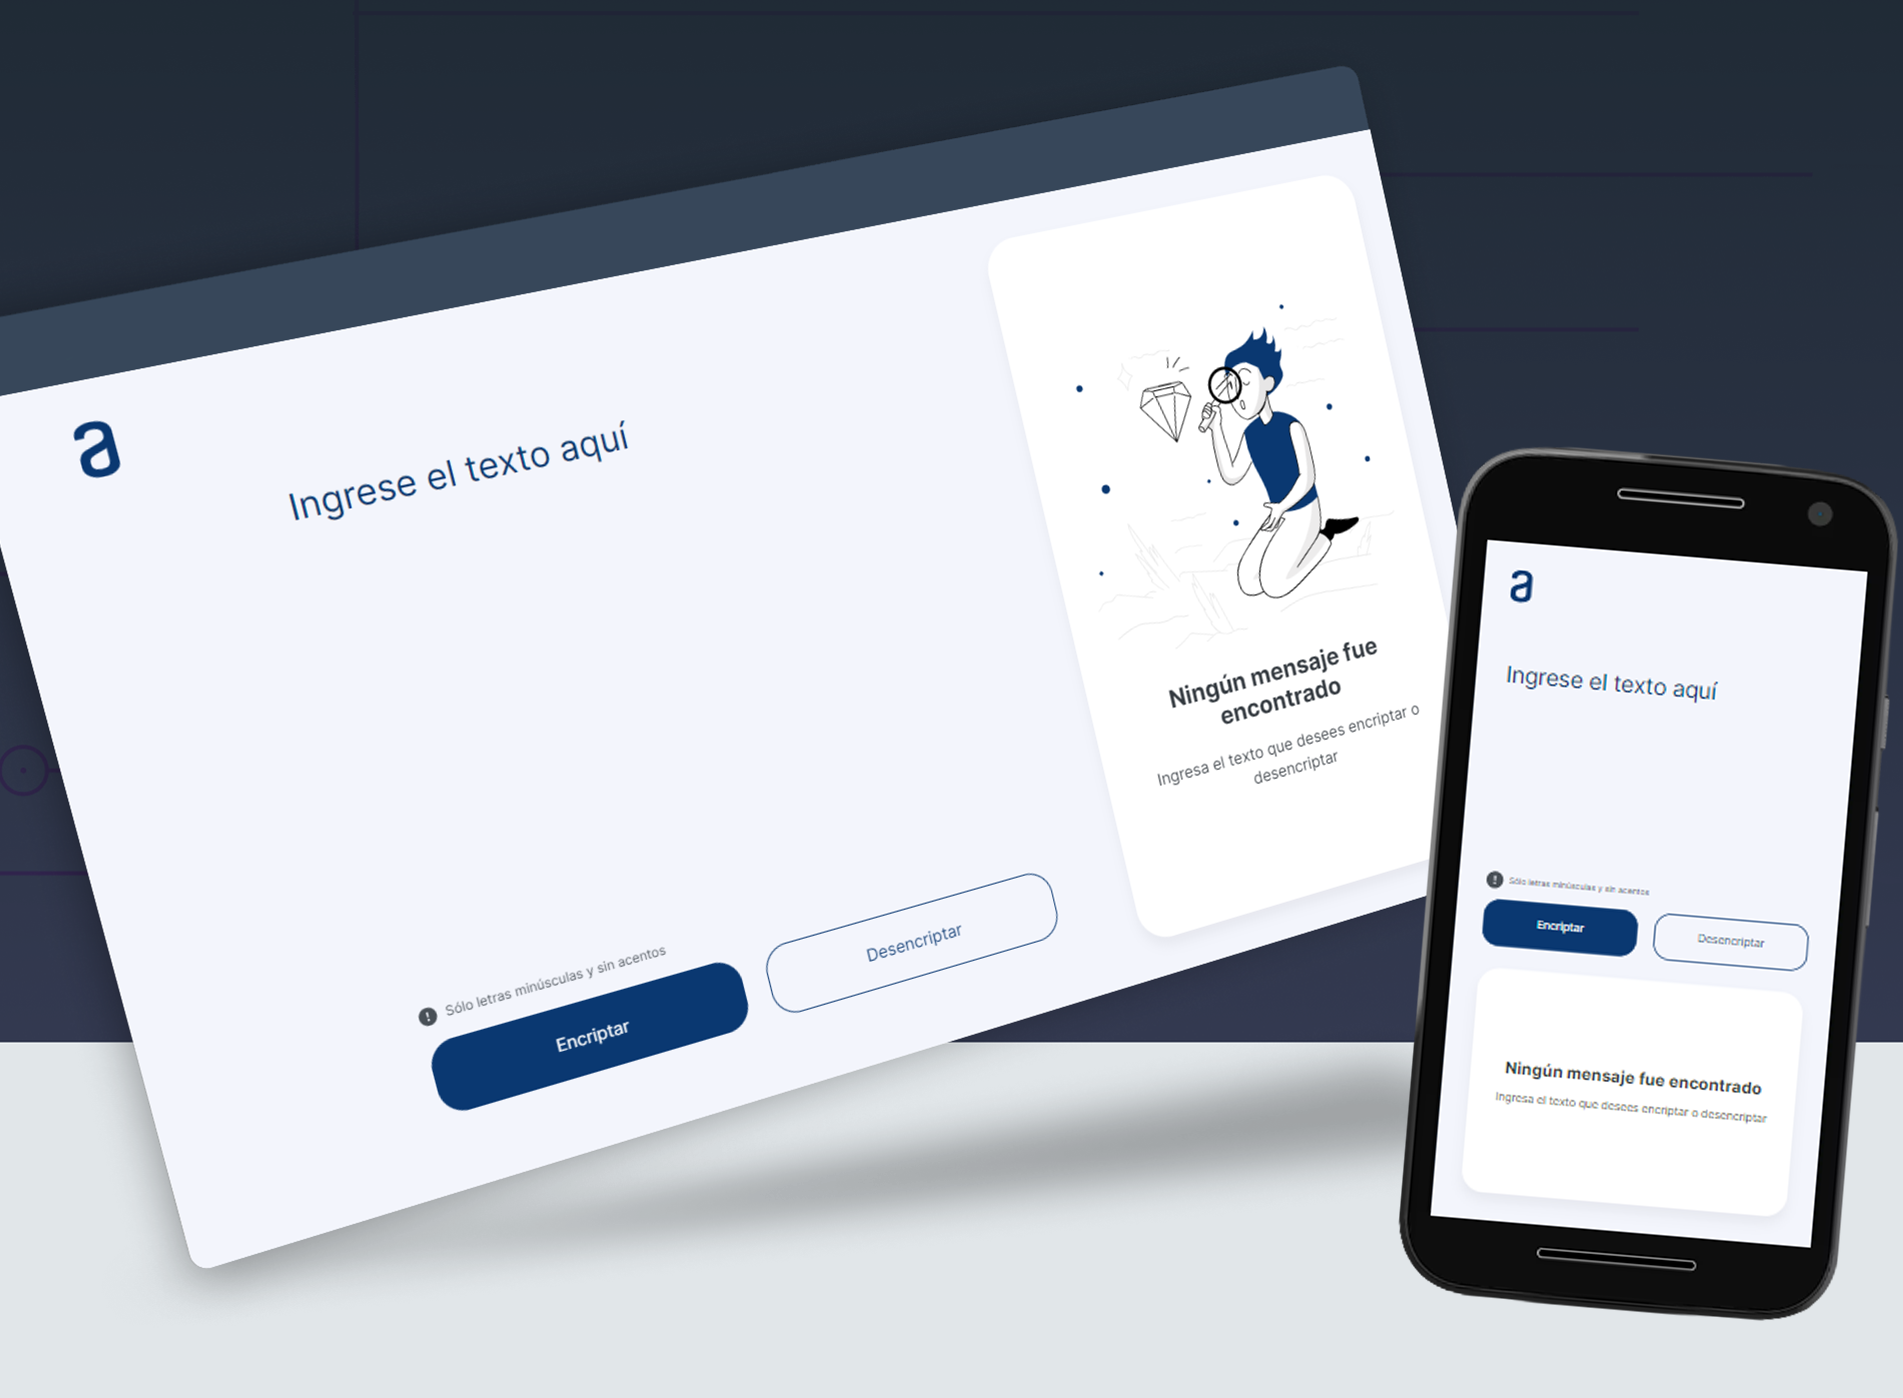 a
Ingrese el texto aquí
Ningún mensaje fue
encontrado
Ingresa el texto que desees encriptar o
desencriptar
Sólo letras minúsculas y sin acentos
Encriptar
Desencriptar
a
Ingrese el texto aquí
Sólo letras minúsculas y sin acentos
Encriptar
Desencriptar
Ningún mensaje fue encontrado
Ingresa el texto que desees encriptar o desencriptar